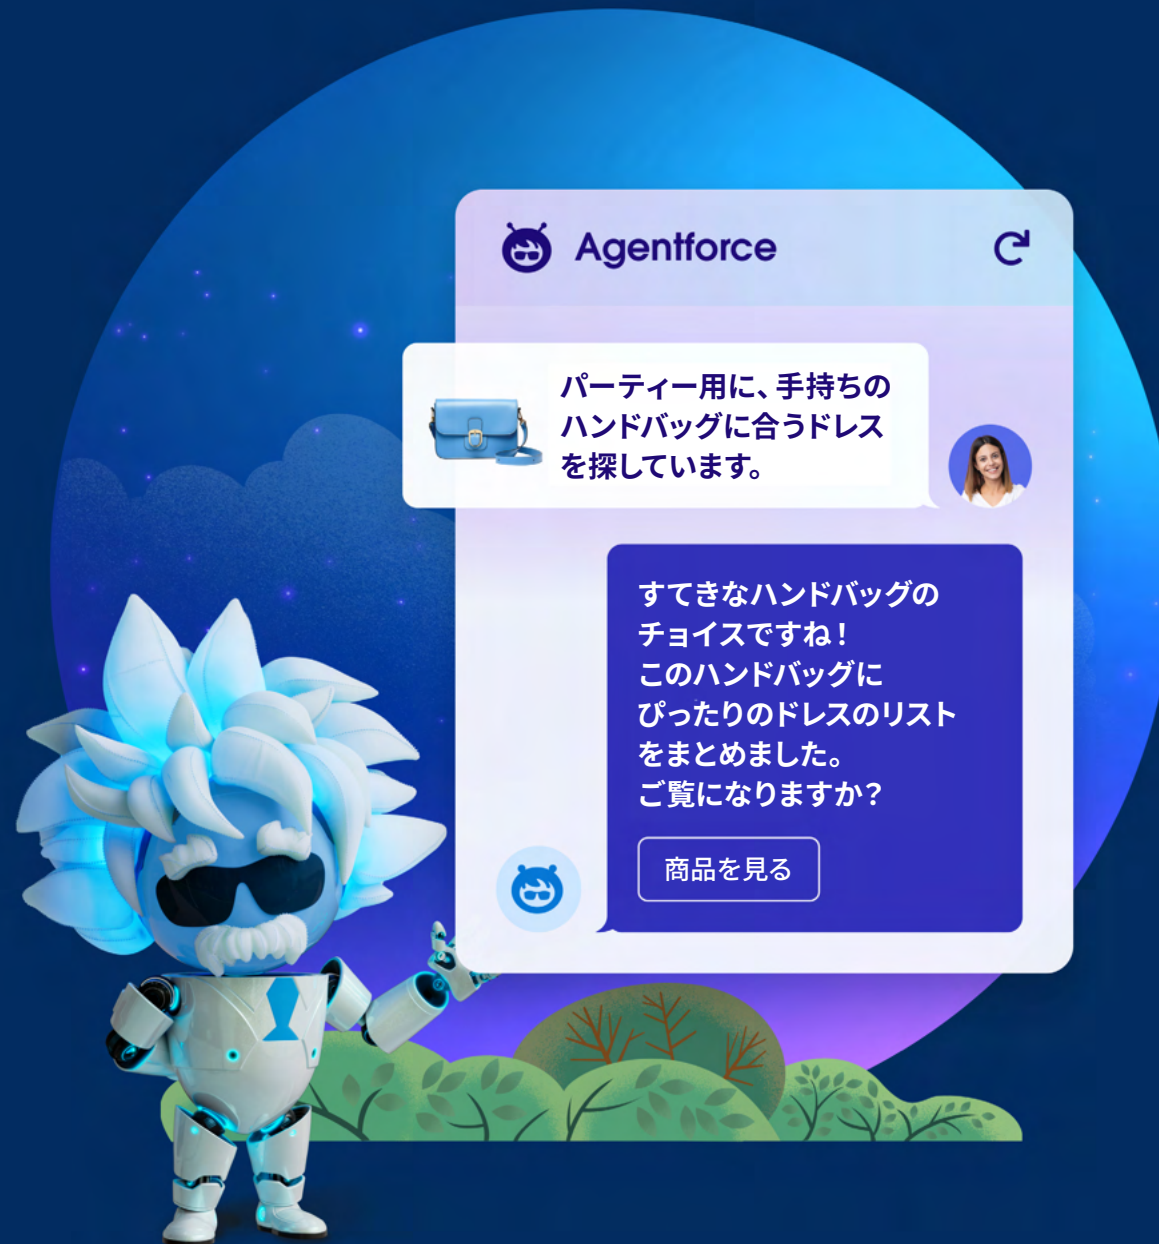 Agentforce
パーティー用に、手持ちの
ハンドバッグに合うドレス
を探しています。
すてきなハンドバッグの
チョイスですね！
このハンドバッグに
ぴったりのドレスのリスト
をまとめました。
ご覧になりますか？
商品を見る